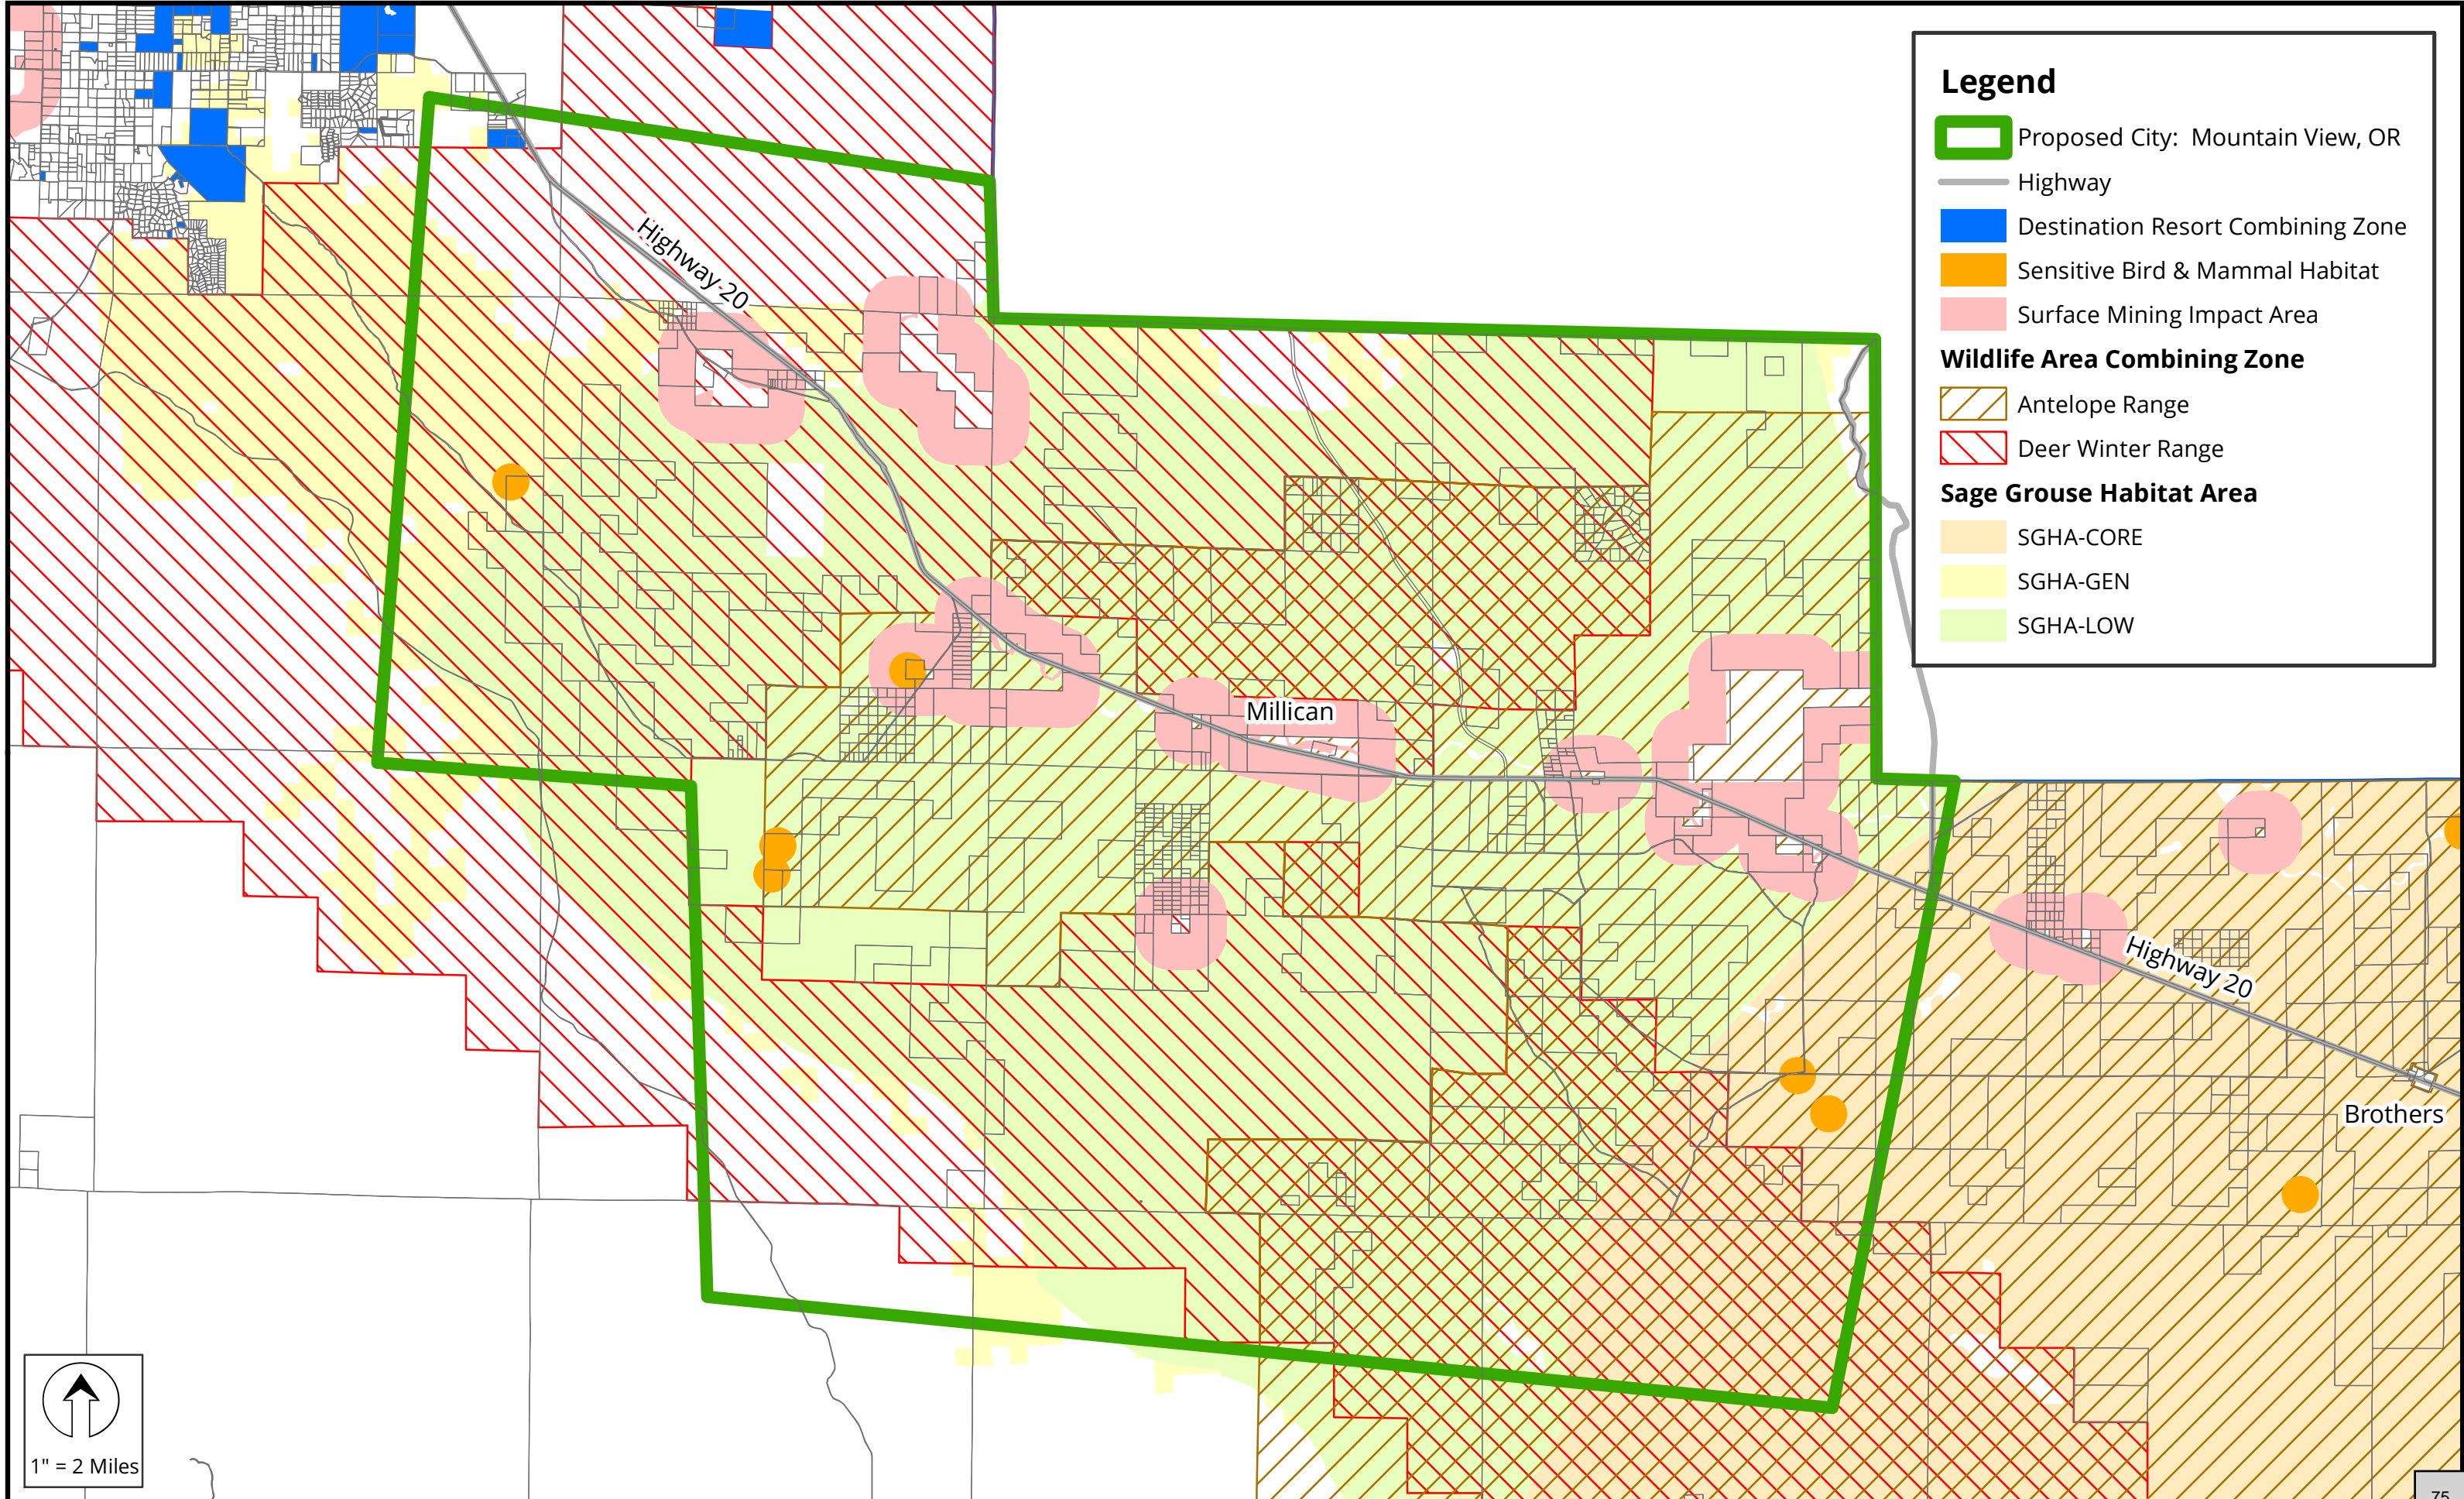 Legend
Proposed City:  Mountain View, OR
Highway
Destination Resort Combining Zone
Sensitive Bird & Mammal Habitat
Surface Mining Impact Area
Wildlife Area Combining Zone
Antelope Range
Deer Winter Range
Sage Grouse Habitat Area
SGHA-CORE
SGHA-GEN
SGHA-LOW
Highway 20
Millican
Highway 20
Brothers
1" = 2 Miles
75